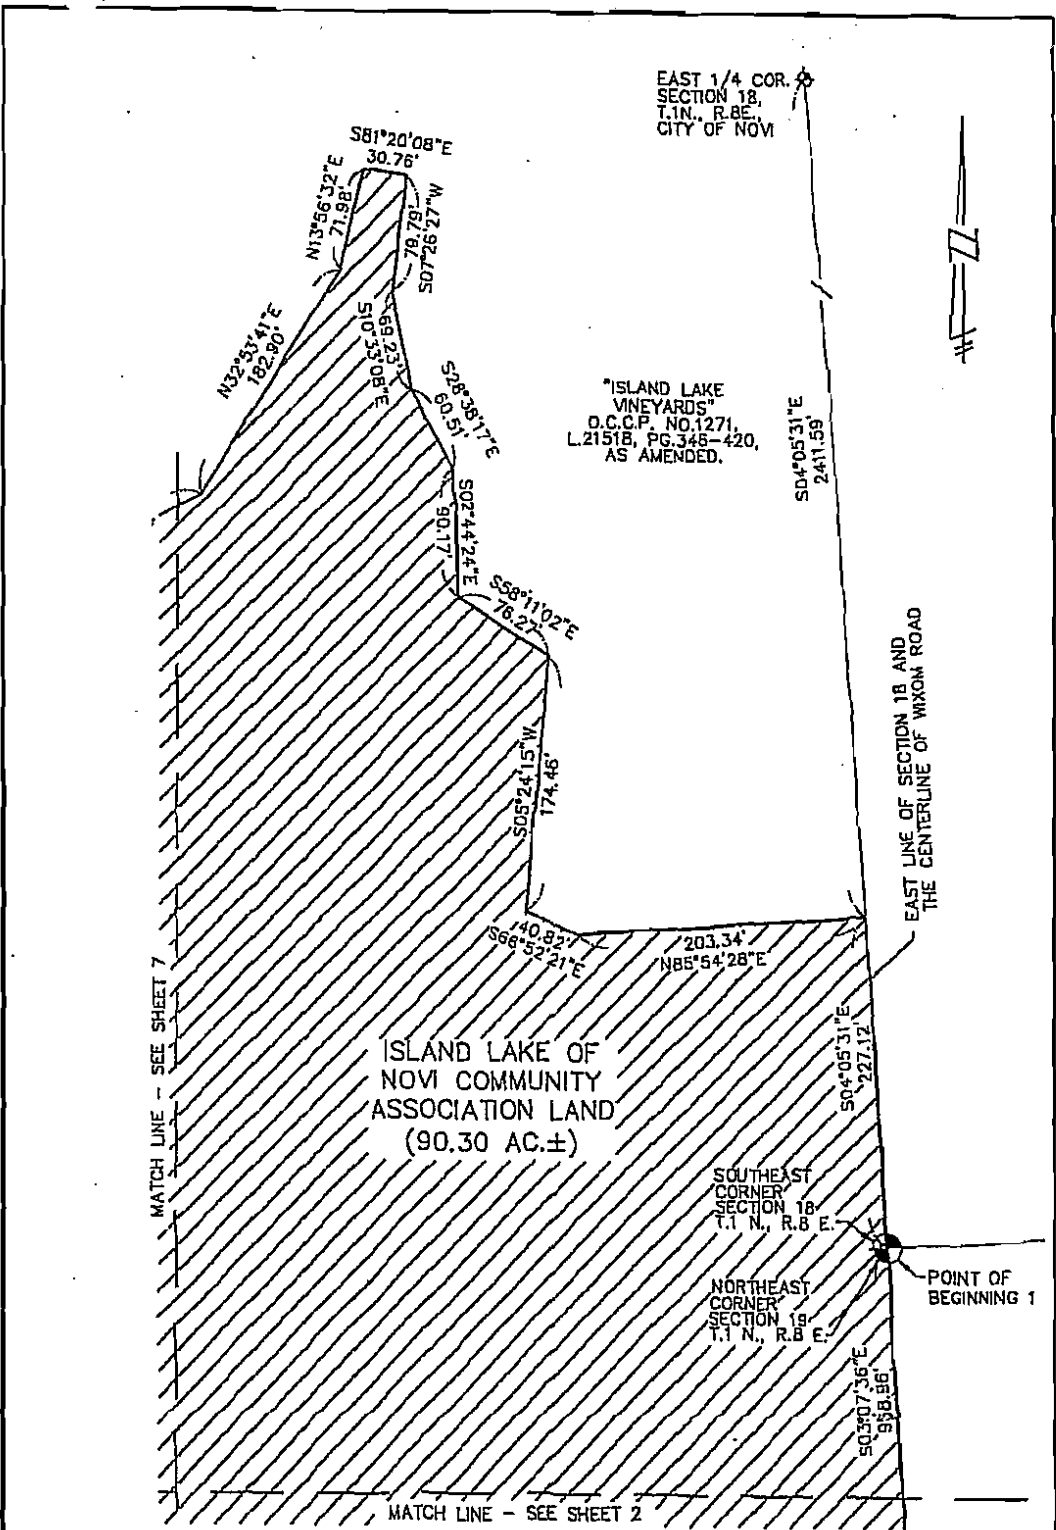 EAST 1/4 COR.
SECTION 18,
T.1N., R.8E.,
CITY OF NOVI
S81°20'08"E
30.76'
N13°56'32"E
71.98'
79.79'
S07°26'27"W
N32°53'41"E
182.90'
69.23'
S10°33'08"E
S28°38'17"E
60.51'
"ISLAND LAKE
VINEYARDS"
O.C.C.P. NO.1271,
L.21518, PG.348-420,
AS AMENDED.
S04°05'31"E
2411.59'
S02°44'24"E
90.17'
S58°11'02"E
76.27'
EAST LINE OF SECTION 18 AND
THE CENTERLINE OF WIXOM ROAD
S05°24'15"W
174.46'
40.82'
S68°52'21"E
203.34'
N85°54'28"E
MATCH LINE - SEE SHEET 7
ISLAND LAKE OF
NOVI COMMUNITY
ASSOCIATION LAND
(90.30 AC.±)
S04°05'31"E
227.12'
SOUTHEAST
CORNER
SECTION 18
T.1 N., R.8 E.
POINT OF
BEGINNING 1
NORTHEAST
CORNER
SECTION 19
T.1 N., R.8 E.
S03°07'36"E
958.96'
MATCH LINE - SEE SHEET 2